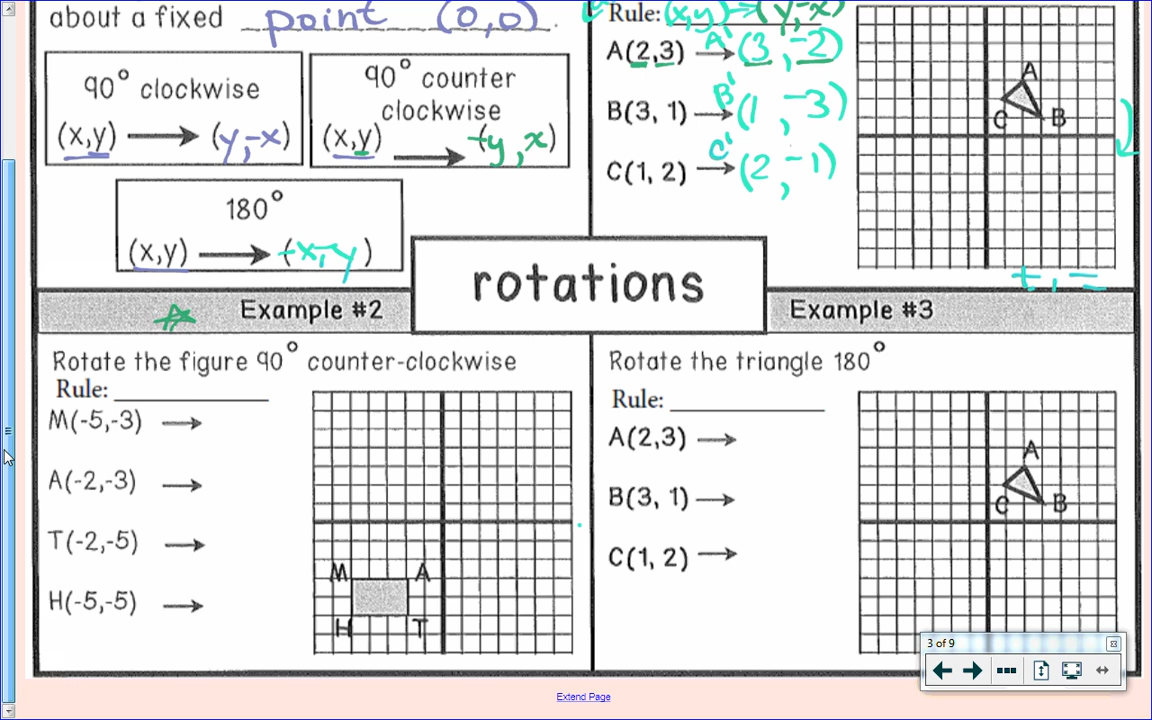 about a fixed point (0,0).
90° clockwise
(x,y) → (y,-x)
90° counter
clockwise
(x,y) → (-y,x)
180°
(x,y) → (-x,-y)
Rule: (x,y) → (y,-x)
A(2,3) → A' (3,-2)
B(3, 1) → B' (1,-3)
C(1, 2) → C' (2,-1)
A
C B
+, -
rotations
Example #2
Rotate the figure 90° counter-clockwise
Rule: ______________
M(-5,-3) →
A(-2,-3) →
T(-2,-5) →
H(-5,-5) →
M A
H T
Example #3
Rotate the triangle 180°
Rule: ______________
A(2,3) →
B(3, 1) →
C(1, 2) →
A
C B
3 of 9
Extend Page